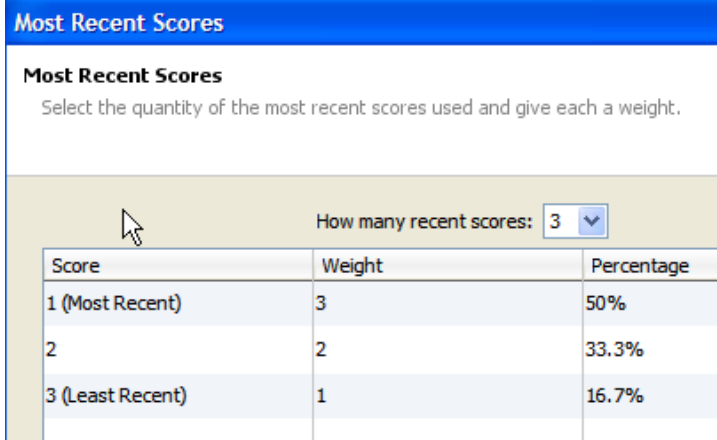 Most Recent Scores
Most Recent Scores
Select the quantity of the most recent scores used and give each a weight.
How many recent scores: 3
Score Weight Percentage
1 (Most Recent) 3 50%
2 2 33.3%
3 (Least Recent) 1 16.7%